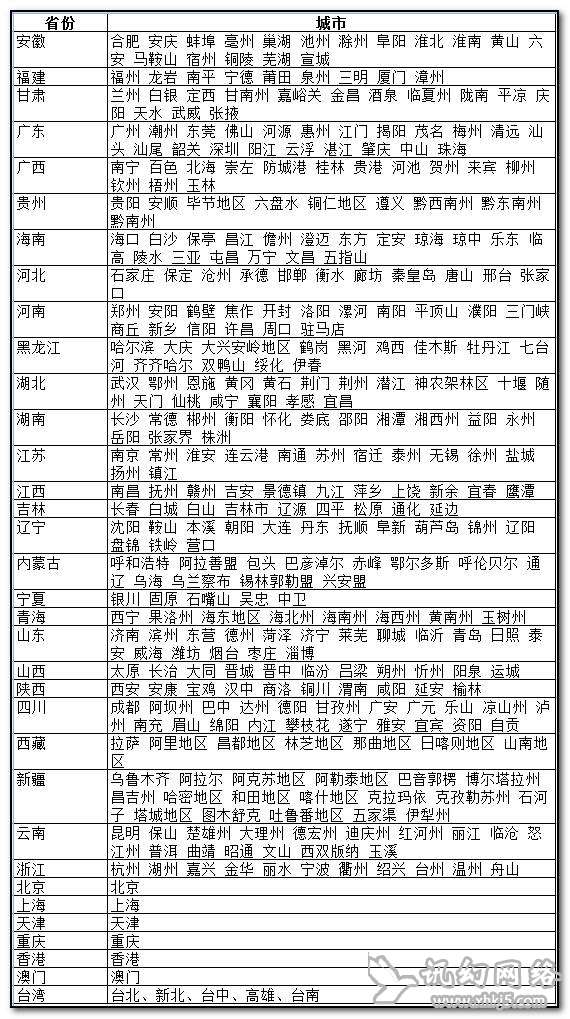 省份 城市
安徽 合肥 安庆 蚌埠 亳州 巢湖 池州 滁州 阜阳 淮北 淮南 黄山 六
安 马鞍山 宿州 铜陵 芜湖 宣城
福建 福州 龙岩 南平 宁德 莆田 泉州 三明 厦门 漳州
甘肃 兰州 白银 定西 甘南州 嘉峪关 金昌 酒泉 临夏州 陇南 平凉 庆
阳 天水 武威 张掖
广东 广州 潮州 东莞 佛山 河源 惠州 江门 揭阳 茂名 梅州 清远 汕
头 汕尾 韶关 深圳 阳江 云浮 湛江 肇庆 中山 珠海
广西 南宁 百色 北海 崇左 防城港 桂林 贵港 河池 贺州 来宾 柳州
钦州 梧州 玉林
贵州 贵阳 安顺 毕节地区 六盘水 铜仁地区 遵义 黔西南州 黔东南州
黔南州
海南 海口 白沙 保亭 昌江 儋州 澄迈 东方 定安 琼海 琼中 乐东 临
高 陵水 三亚 屯昌 万宁 文昌 五指山
河北 石家庄 保定 沧州 承德 邯郸 衡水 廊坊 秦皇岛 唐山 邢台 张家
口
河南 郑州 安阳 鹤壁 焦作 开封 洛阳 漯河 南阳 平顶山 濮阳 三门峡
商丘 新乡 信阳 许昌 周口 驻马店
黑龙江 哈尔滨 大庆 大兴安岭地区 鹤岗 黑河 鸡西 佳木斯 牡丹江 七台
河 齐齐哈尔 双鸭山 绥化 伊春
湖北 武汉 鄂州 恩施 黄冈 黄石 荆门 荆州 潜江 神农架林区 十堰 随
州 天门 仙桃 咸宁 襄阳 孝感 宜昌
湖南 长沙 常德 郴州 衡阳 怀化 娄底 邵阳 湘潭 湘西州 益阳 永州
岳阳 张家界 株洲
江苏 南京 常州 淮安 连云港 南通 苏州 宿迁 泰州 无锡 徐州 盐城
扬州 镇江
江西 南昌 抚州 赣州 吉安 景德镇 九江 萍乡 上饶 新余 宜春 鹰潭
吉林 长春 白城 白山 吉林市 辽源 四平 松原 通化 延边
辽宁 沈阳 鞍山 本溪 朝阳 大连 丹东 抚顺 阜新 葫芦岛 锦州 辽阳
盘锦 铁岭 营口
内蒙古 呼和浩特 阿拉善盟 包头 巴彦淖尔 赤峰 鄂尔多斯 呼伦贝尔 通
辽 乌海 乌兰察布 锡林郭勒盟 兴安盟
宁夏 银川 固原 石嘴山 吴忠 中卫
青海 西宁 果洛州 海东地区 海北州 海南州 海西州 黄南州 玉树州
山东 济南 滨州 东营 德州 菏泽 济宁 莱芜 聊城 临沂 青岛 日照 泰
安 威海 潍坊 烟台 枣庄 淄博
山西 太原 长治 大同 晋城 晋中 临汾 吕梁 朔州 忻州 阳泉 运城
陕西 西安 安康 宝鸡 汉中 商洛 铜川 渭南 咸阳 延安 榆林
四川 成都 阿坝州 巴中 达州 德阳 甘孜州 广安 广元 乐山 凉山州 泸
州 南充 眉山 绵阳 内江 攀枝花 遂宁 雅安 宜宾 资阳 自贡
西藏 拉萨 阿里地区 昌都地区 林芝地区 那曲地区 日喀则地区 山南地
区
新疆 乌鲁木齐 阿拉尔 阿克苏地区 阿勒泰地区 巴音郭楞 博尔塔拉州
昌吉州 哈密地区 和田地区 喀什地区 克拉玛依 克孜勒苏州 石河
子 塔城地区 图木舒克 吐鲁番地区 五家渠 伊犁州
云南 昆明 保山 楚雄州 大理州 德宏州 迪庆州 红河州 丽江 临沧 怒
江州 普洱 曲靖 昭通 文山 西双版纳 玉溪
浙江 杭州 湖州 嘉兴 金华 丽水 宁波 衢州 绍兴 台州 温州 舟山
北京 北京
上海 上海
天津 天津
重庆 重庆
香港 香港
澳门 澳门
台湾 台北、新北、台中、高雄、台南
www.xhkj5.com